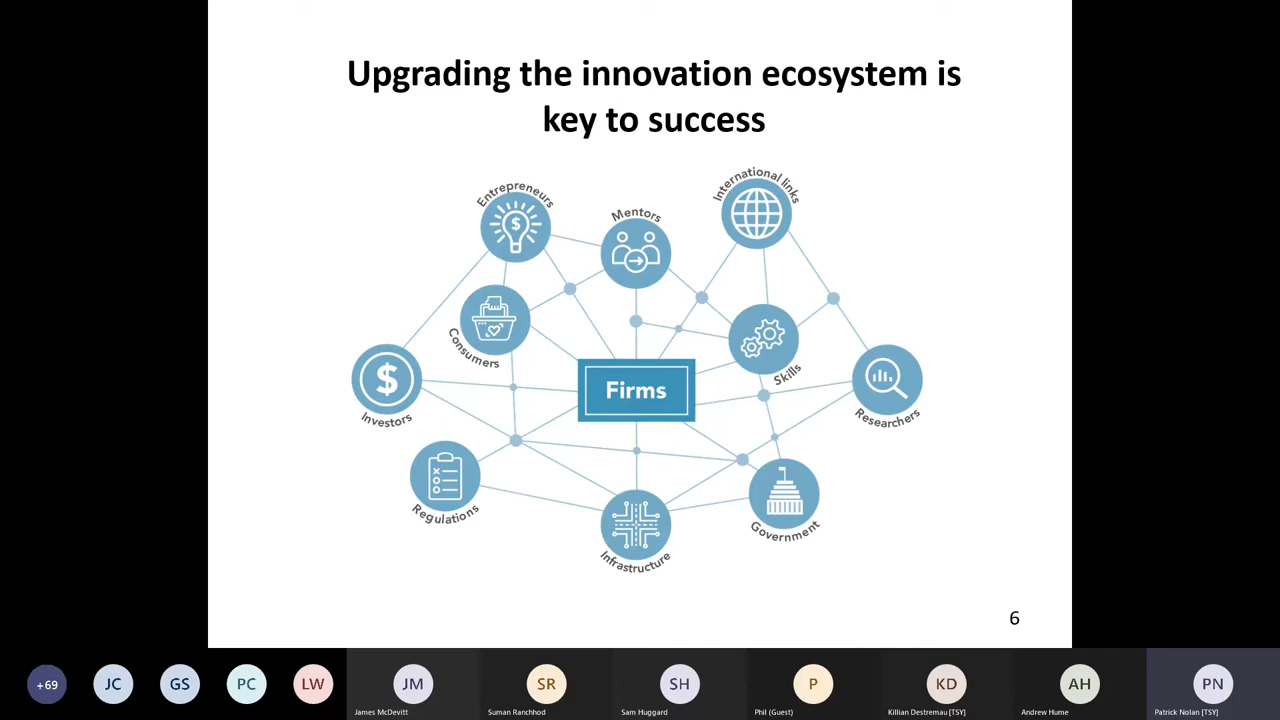 Upgrading the innovation ecosystem is
key to success
Entrepreneurs
Mentors
International links
Consumers
Skills
Investors
Firms
Researchers
Regulations
Infrastructure
Government
6
+69
JC
GS
PC
LW
JM
SR
SH
P
KD
AH
PN
James McDevitt
Suman Ranchhod
Sam Huggard
Phil (Guest)
Killian Destremau [TSY]
Andrew Hume
Patrick Nolan [TSY]